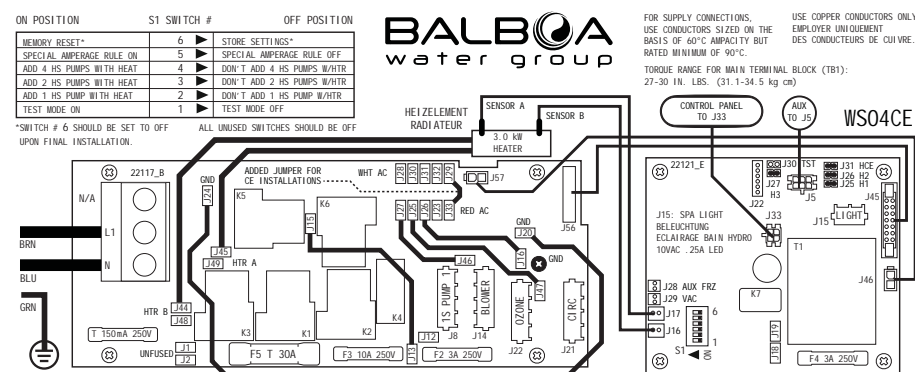 ON POSITION S1 SWITCH # OFF POSITION
MEMORY RESET* 6 STORE SETTINGS*
SPECIAL AMPERAGE RULE ON 5 SPECIAL AMPERAGE RULE OFF
ADD 4 HS PUMPS WITH HEAT 4 DON'T ADD 4 HS PUMPS W/HTR
ADD 2 HS PUMPS WITH HEAT 3 DON'T ADD 2 HS PUMPS W/HTR
ADD 1 HS PUMP WITH HEAT 2 DON'T ADD 1 HS PUMP W/HTR
TEST MODE ON 1 TEST MODE OFF
*SWITCH # 6 SHOULD BE SET TO OFF
UPON FINAL INSTALLATION.
ALL UNUSED SWITCHES SHOULD BE OFF
BALBOA
water group
FOR SUPPLY CONNECTIONS,
USE CONDUCTORS SIZED ON THE
BASIS OF 60°C AMPACITY BUT
RATED MINIMUM OF 90°C.
USE COPPER CONDUCTORS ONLY
EMPLOYER UNIQUEMENT
DES CONDUCTEURS DE CUIVRE.
TORQUE RANGE FOR MAIN TERMINAL BLOCK (TB1):
27-30 IN. LBS. (31.1-34.5 kg cm)
HEIZELEMENT
RADIATEUR
SENSOR A
SENSOR B
3.0 kW
HEATER
CONTROL PANEL
TO J33
AUX
TO J5
WS04CE
22117_B
N/A
L1
N
BRN
BLU
GRN
GND
J24
ADDED JUMPER FOR
CE INSTALLATIONS
WHT AC
J28
J30
J31
J32
J29
J57
K5
K6
J15
J27
J25
J26
J23
J33
RED AC
J56
GND
J20
J45
J49
HTR A
J46
J16
GND
J47
HTR B
J44
J48
K3
K1
K2
K4
1S PUMP 1
BLOWER
OZONE
CIRC
T 150mA 250V
UNFUSED
J1
J2
F5 T 30A
F3 10A 250V
J13
J12
J8
J14
F2 3A 250V
J22
J21
22121_E
J30 TST
J27
H3
J22
J5
J31 HCE
J26 H2
J25 H1
J45
J15: SPA LIGHT
BELEUCHTUNG
ECLAIRAGE BAIN HYDRO
10VAC .25A LED
J33
J15
LIGHT
T1
J46
J28 AUX FRZ
J29 VAC
J17
J16
K7
6
1
S1
ON
J19
J18
F4 3A 250V